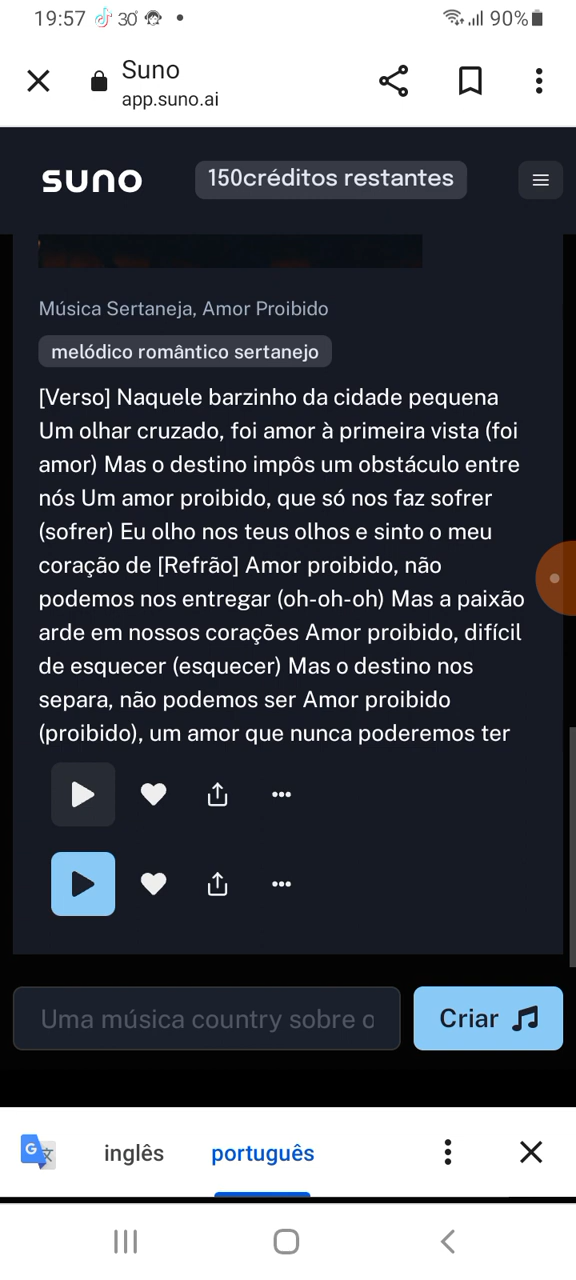 19:57 30° 90%
Suno
app.suno.ai
suno 150créditos restantes
Música Sertaneja, Amor Proibido
melódico romântico sertanejo
[Verso] Naquele barzinho da cidade pequena
Um olhar cruzado, foi amor à primeira vista (foi
amor) Mas o destino impôs um obstáculo entre
nós Um amor proibido, que só nos faz sofrer
(sofrer) Eu olho nos teus olhos e sinto o meu
coração de [Refrão] Amor proibido, não
podemos nos entregar (oh-oh-oh) Mas a paixão
arde em nossos corações Amor proibido, difícil
de esquecer (esquecer) Mas o destino nos
separa, não podemos ser Amor proibido
(proibido), um amor que nunca poderemos ter
Uma música country sobre o Criar
inglês português